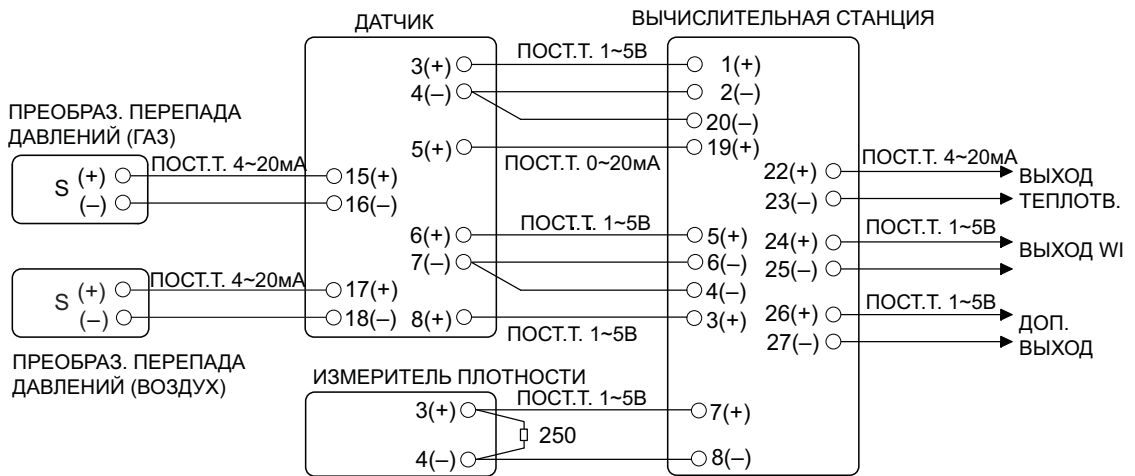 ДАТЧИК
ВЫЧИСЛИТЕЛЬНАЯ СТАНЦИЯ
ПОСТ.Т. 1~5В
3(+)
1(+)
4(–)
2(–)
20(–)
ПРЕОБРАЗ. ПЕРЕПАДА
ДАВЛЕНИЙ (ГАЗ)
5(+)
19(+)
ПОСТ.Т. 4~20мА
ПОСТ.Т. 0~20мА
ПОСТ.Т. 4~20мА
S (+)
(–)
15(+)
16(–)
22(+)
23(–)
ВЫХОД
ТЕПЛОТВ.
6(+)
ПОСТ.Т. 1~5В
5(+)
24(+)
ПОСТ.Т. 1~5В
7(–)
6(–)
25(–)
ВЫХОД WI
4(–)
S (+)
(–)
ПОСТ.Т. 4~20мА
17(+)
18(–)
8(+)
ПОСТ.Т. 1~5В
3(+)
26(+)
27(–)
ПОСТ.Т. 1~5В
ДОП.
ВЫХОД
ПРЕОБРАЗ. ПЕРЕПАДА
ДАВЛЕНИЙ (ВОЗДУХ)
ИЗМЕРИТЕЛЬ ПЛОТНОСТИ
3(+)
ПОСТ.Т. 1~5В
7(+)
250
4(–)
8(–)